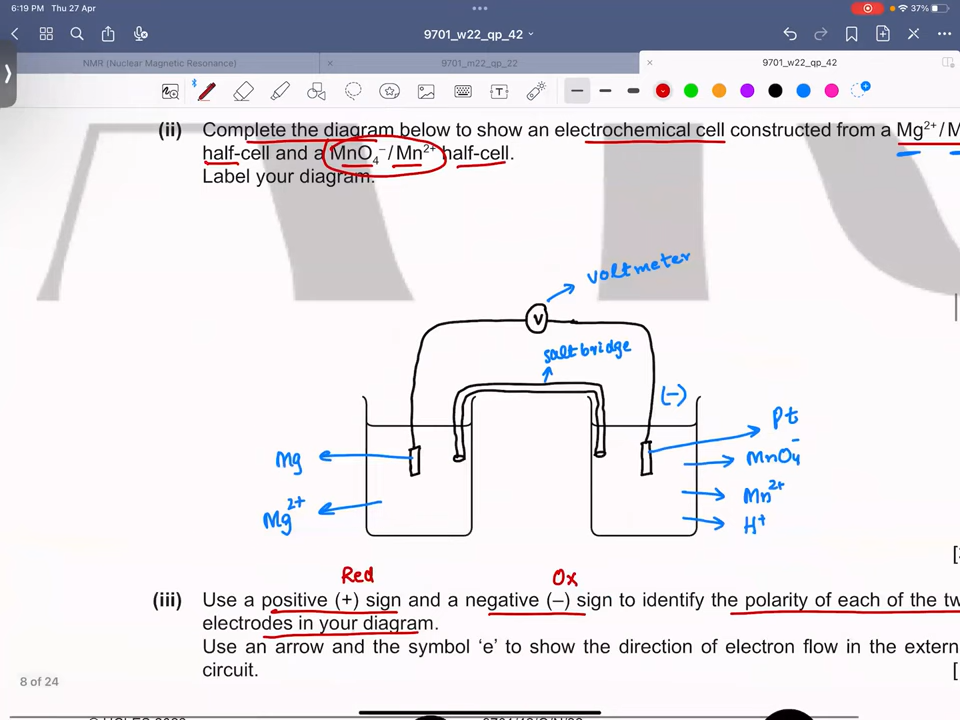 6:19 PM Thu 27 Apr
37%
9701_w22_qp_42
NMR (Nuclear Magnetic Resonance)
9701_m22_qp_22
9701_w22_qp_42
(ii) Complete the diagram below to show an electrochemical cell constructed from a Mg²⁺/M
half-cell and a MnO₄⁻/Mn²⁺ half-cell.
Label your diagram.
voltmeter
V
salt bridge
(-)
Pt
Mg
MnO₄⁻
Mg²⁺
Mn²⁺
H⁺
Red
Ox
(iii) Use a positive (+) sign and a negative (–) sign to identify the polarity of each of the tw
electrodes in your diagram.
Use an arrow and the symbol ‘e’ to show the direction of electron flow in the extern
circuit.
8 of 24